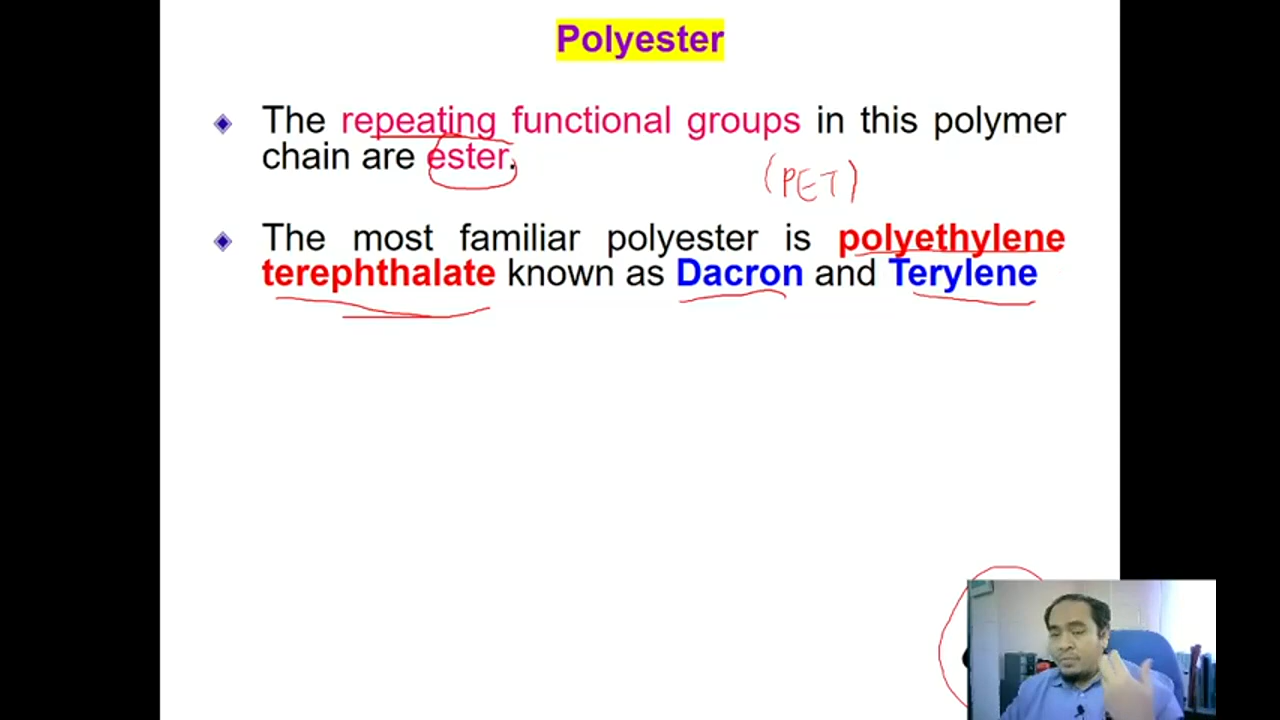 Polyester
The repeating functional groups in this polymer
chain are ester.
(PET)
The most familiar polyester is polyethylene
terephthalate known as Dacron and Terylene